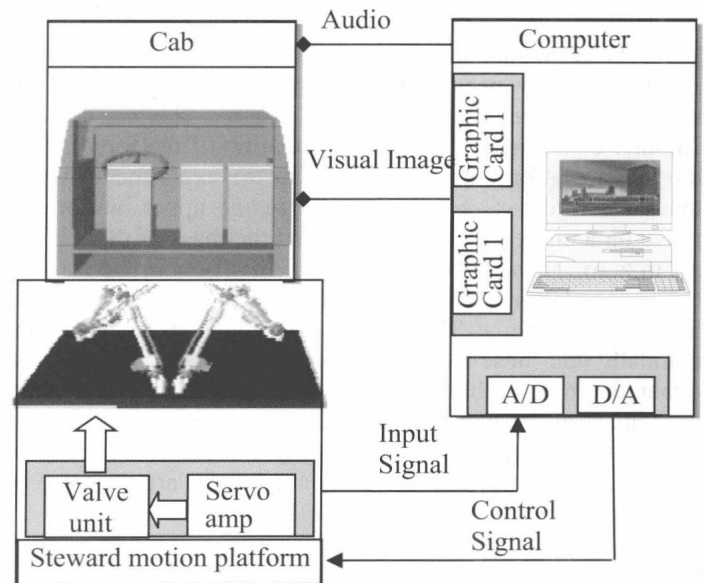 Audio
Cab
Computer
Visual Image
Graphic
Card 1
Graphic
Card 1
A/D
D/A
Input
Signal
Valve
unit
Servo
amp
Control
Signal
Steward motion platform